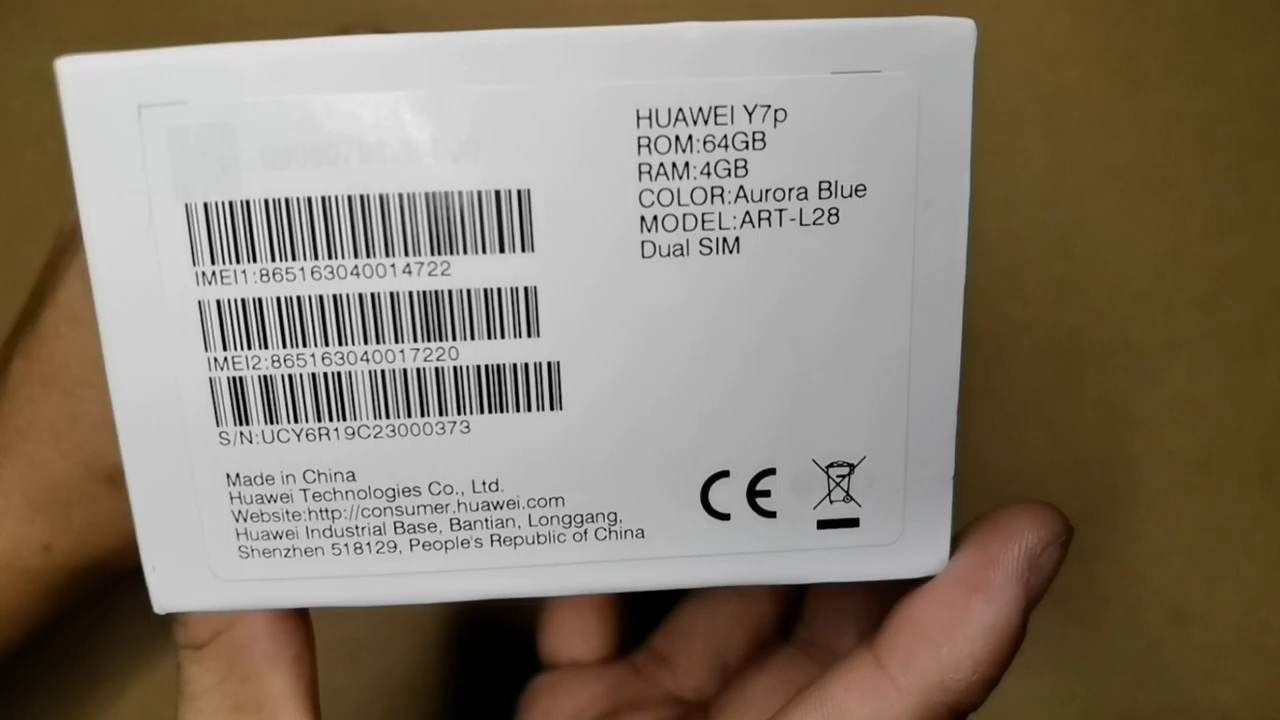 HUAWEI Y7p
ROM:64GB
RAM:4GB
COLOR:Aurora Blue
MODEL:ART-L28
Dual SIM
IMEI1:865163040014722
IMEI2:865163040017220
S/N:UCY6R19C23000373
Made in China
Huawei Technologies Co., Ltd.
Website:http://consumer.huawei.com
Huawei Industrial Base, Bantian, Longgang,
Shenzhen 518129, People's Republic of China
CE